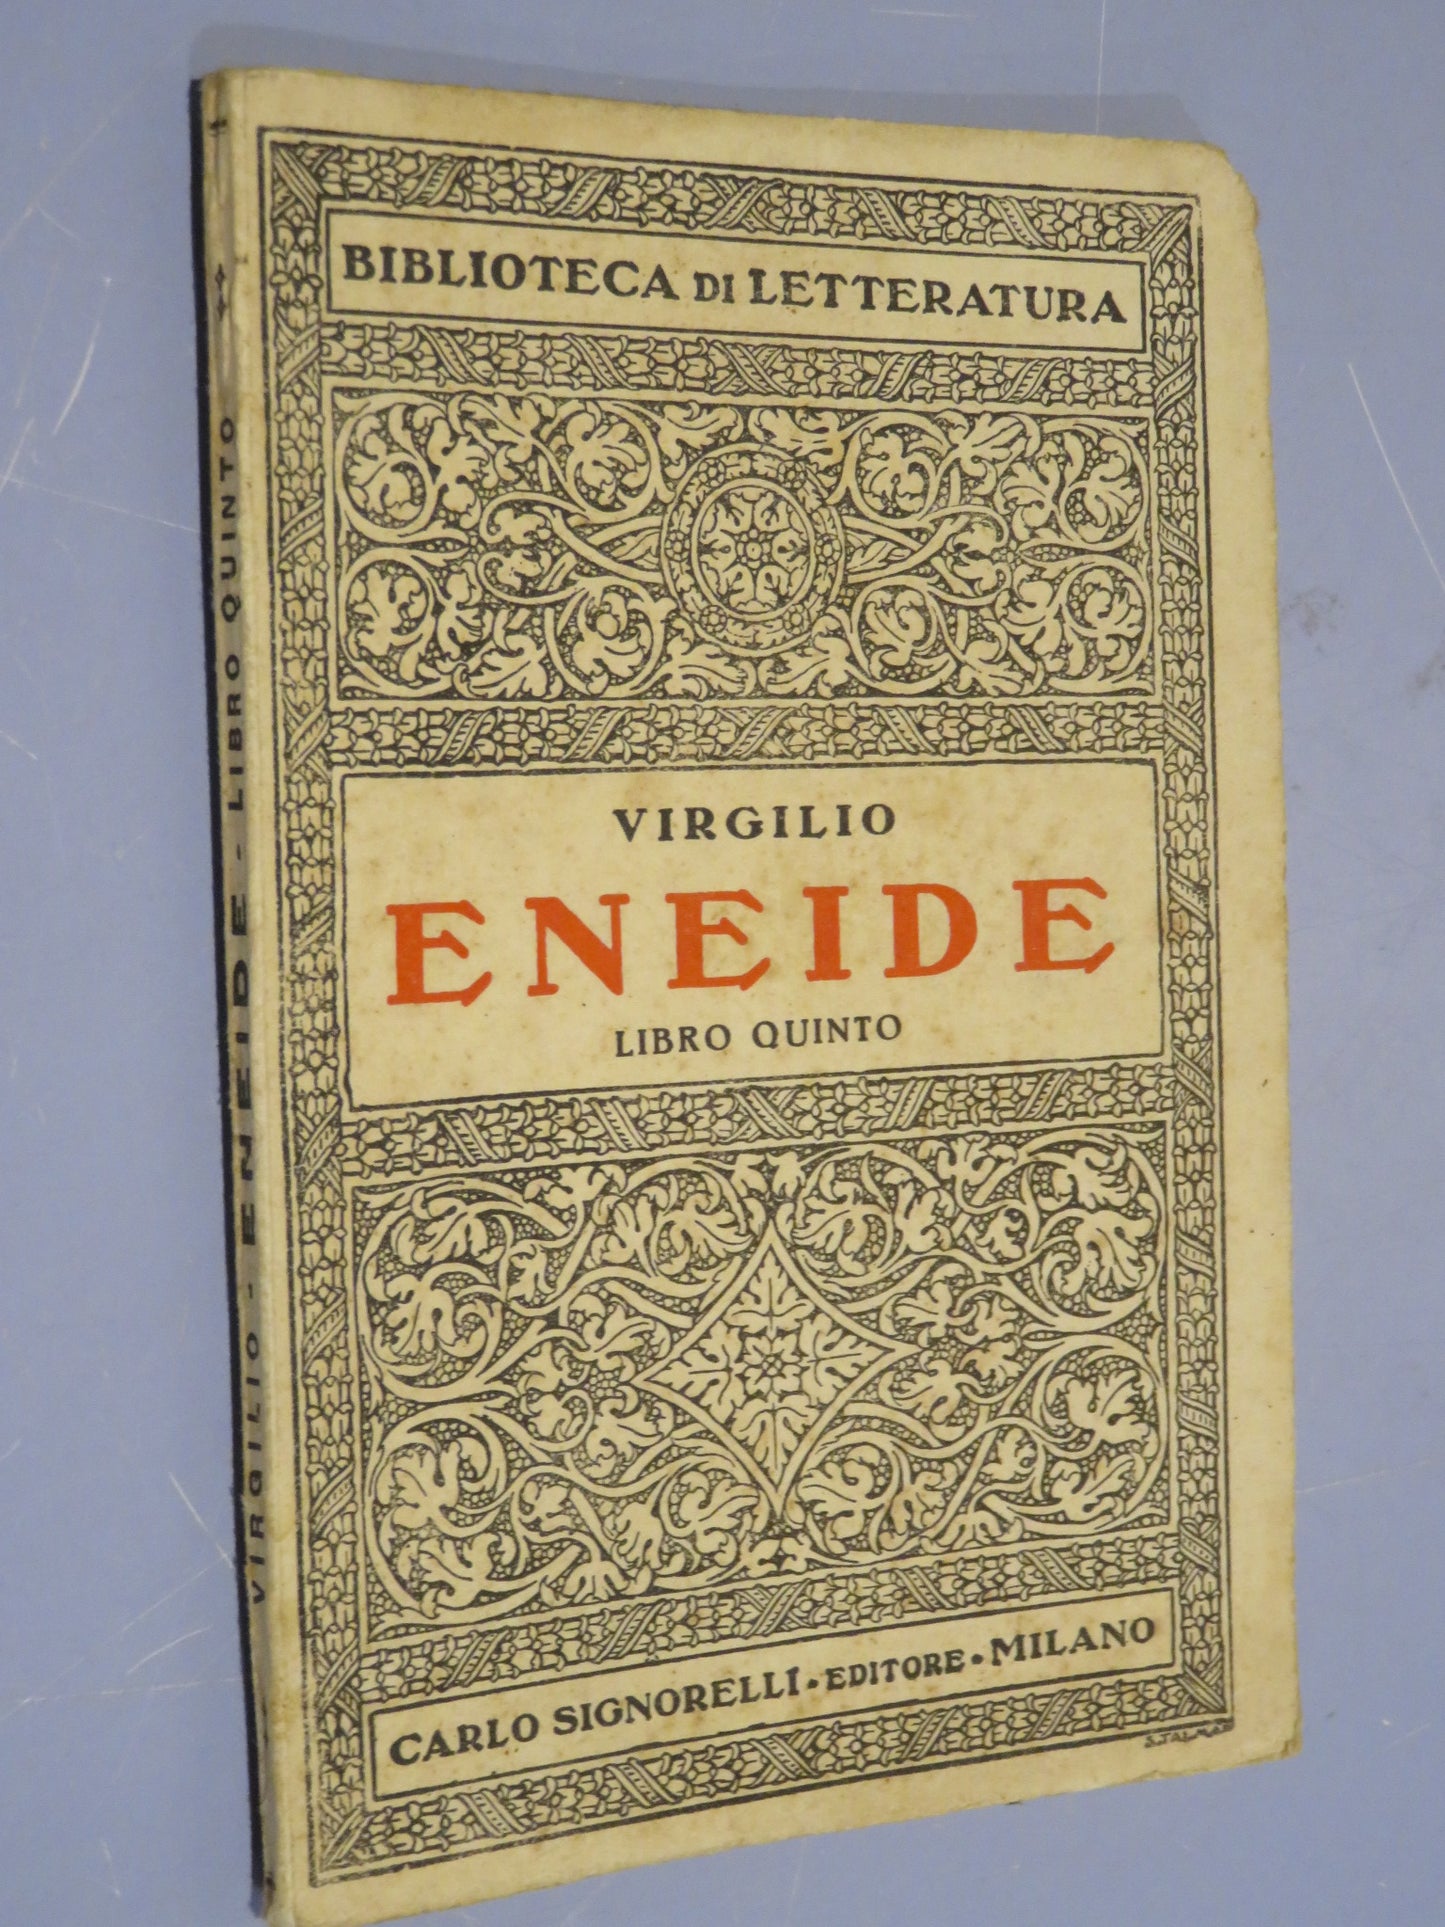 BIBLIOTECA DI LETTERATURA
VIRGILIO
ENEIDE
LIBRO QUINTO
CARLO SIGNORELLI • EDITORE • MILANO
VIRGILIO - ENEIDE - LIBRO QUINTO